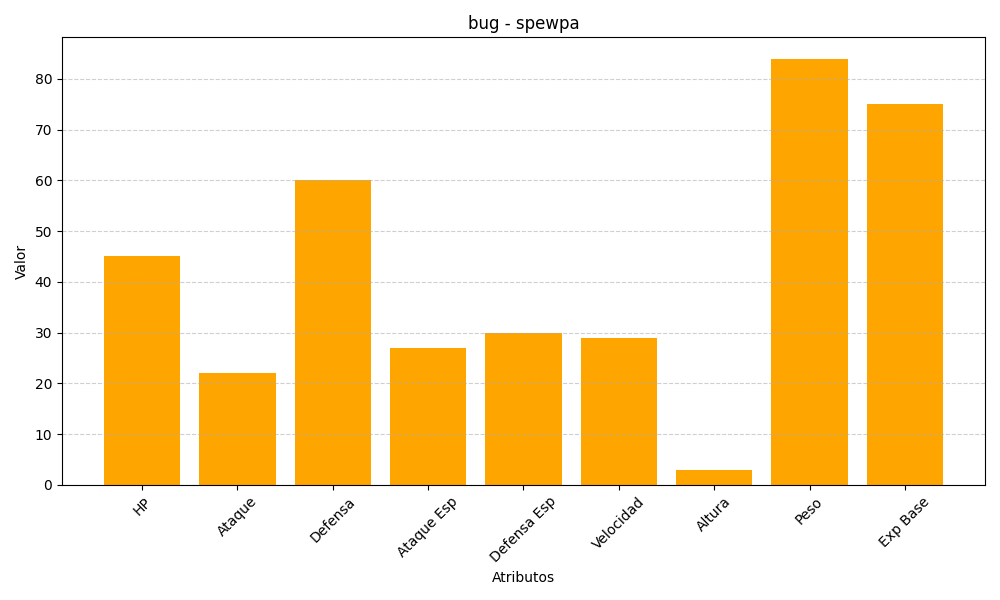 bug - spewpa
Valor
80
70
60
50
40
30
20
10
0
HP
Ataque
Defensa
Ataque Esp
Defensa Esp
Velocidad
Altura
Peso
Exp Base
Atributos